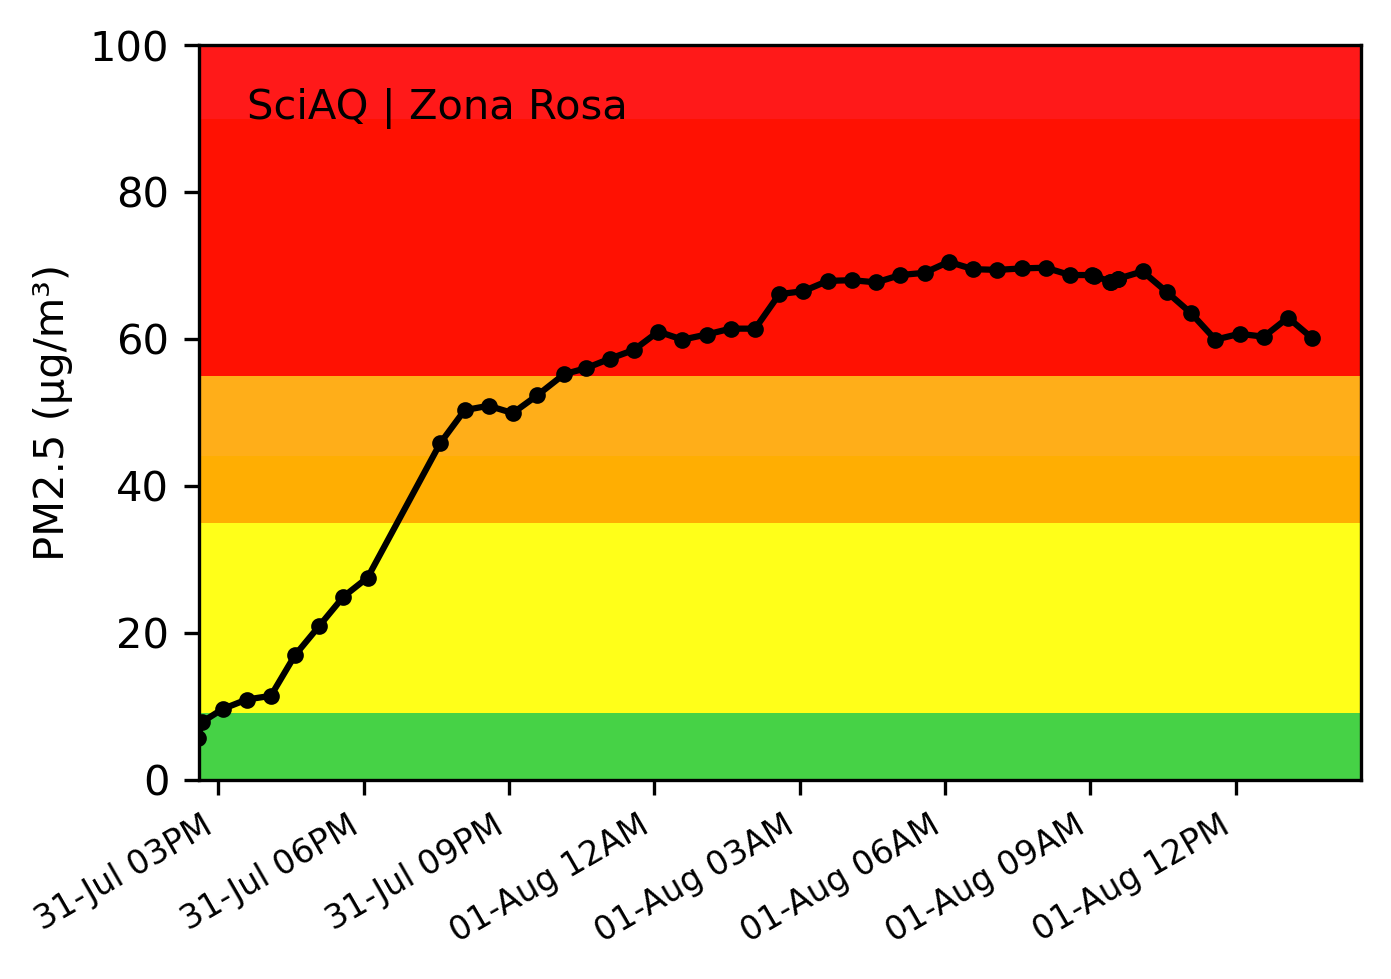 SciAQ | Zona Rosa
PM2.5 (µg/m³)
100
80
60
40
20
0
31-Jul 03PM
31-Jul 06PM
31-Jul 09PM
01-Aug 12AM
01-Aug 03AM
01-Aug 06AM
01-Aug 09AM
01-Aug 12PM